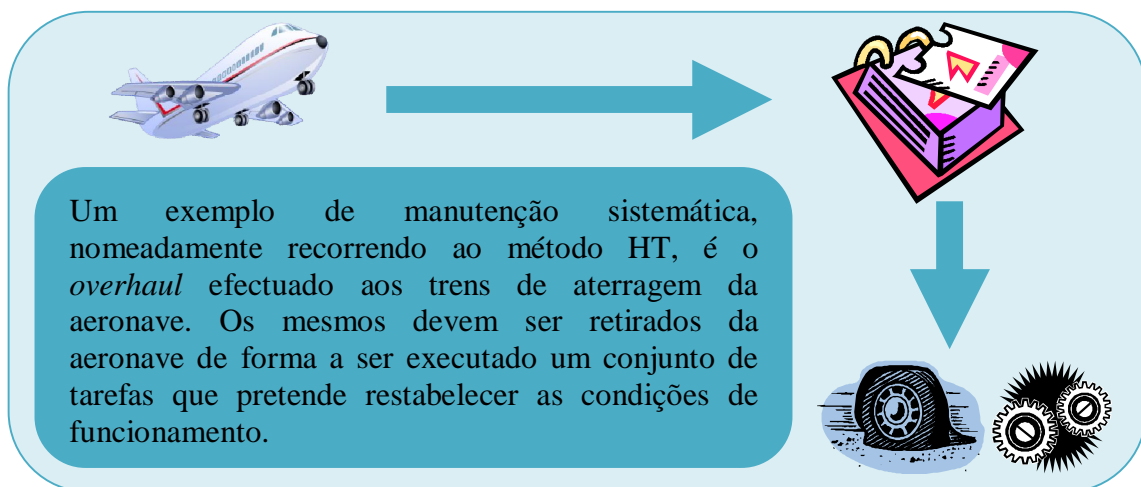 Um exemplo de manutenção sistemática,
nomeadamente recorrendo ao método HT, é o
overhaul efectuado aos trens de aterragem da
aeronave. Os mesmos devem ser retirados da
aeronave de forma a ser executado um conjunto de
tarefas que pretende restabelecer as condições de
funcionamento.